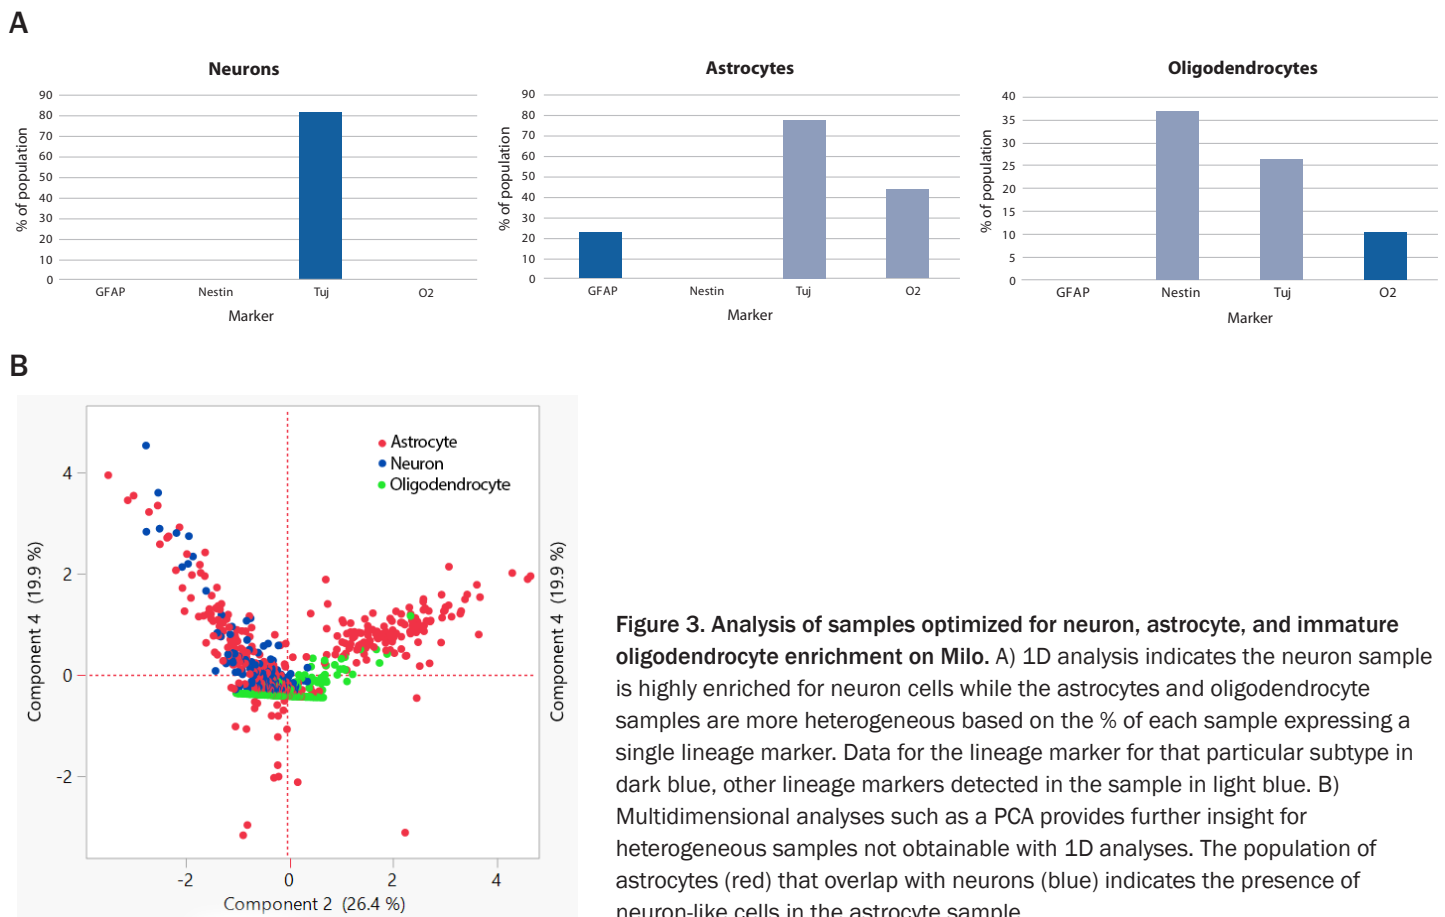 A
Neurons
% of population
90
80
70
60
50
40
30
20
10
0
GFAP Nestin Tuj O2
Marker
Astrocytes
% of population
90
80
70
60
50
40
30
20
10
0
GFAP Nestin Tuj O2
Marker
Oligodendrocytes
% of population
40
35
30
25
20
15
10
5
0
GFAP Nestin Tuj O2
Marker
B
Astrocyte
Neuron
Oligodendrocyte
Component 4 (19.9 %)
4
2
0
-2
Component 4 (19.9 %)
-2 0 2 4
Component 2 (26.4 %)
Figure 3. Analysis of samples optimized for neuron, astrocyte, and immature
oligodendrocyte enrichment on Milo. A) 1D analysis indicates the neuron sample
is highly enriched for neuron cells while the astrocytes and oligodendrocyte
samples are more heterogeneous based on the % of each sample expressing a
single lineage marker. Data for the lineage marker for that particular subtype in
dark blue, other lineage markers detected in the sample in light blue. B)
Multidimensional analyses such as a PCA provides further insight for
heterogeneous samples not obtainable with 1D analyses. The population of
astrocytes (red) that overlap with neurons (blue) indicates the presence of
neuron-like cells in the astrocyte sample